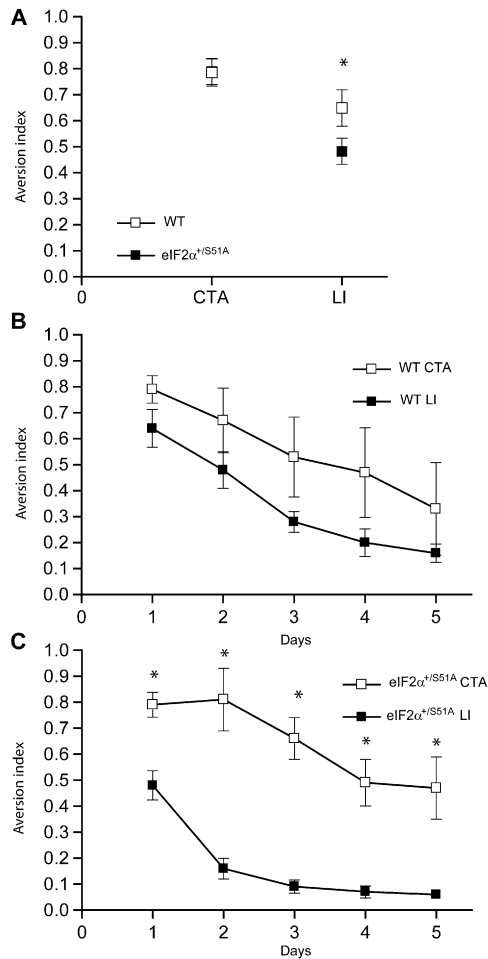 A
Aversion index
1.0
0.9
0.8
0.7
0.6
0.5
0.4
0.3
0.2
0.1
0.0
*
WT
eIF2α+/S51A
0 CTA LI
B
Aversion index
1.0
0.9
0.8
0.7
0.6
0.5
0.4
0.3
0.2
0.1
0.0
WT CTA
WT LI
0 1 2 3 4 5
Days
C
Aversion index
1.0
0.9
0.8
0.7
0.6
0.5
0.4
0.3
0.2
0.1
0.0
* * * * *
eIF2α+/S51A CTA
eIF2α+/S51A LI
0 1 2 3 4 5
Days